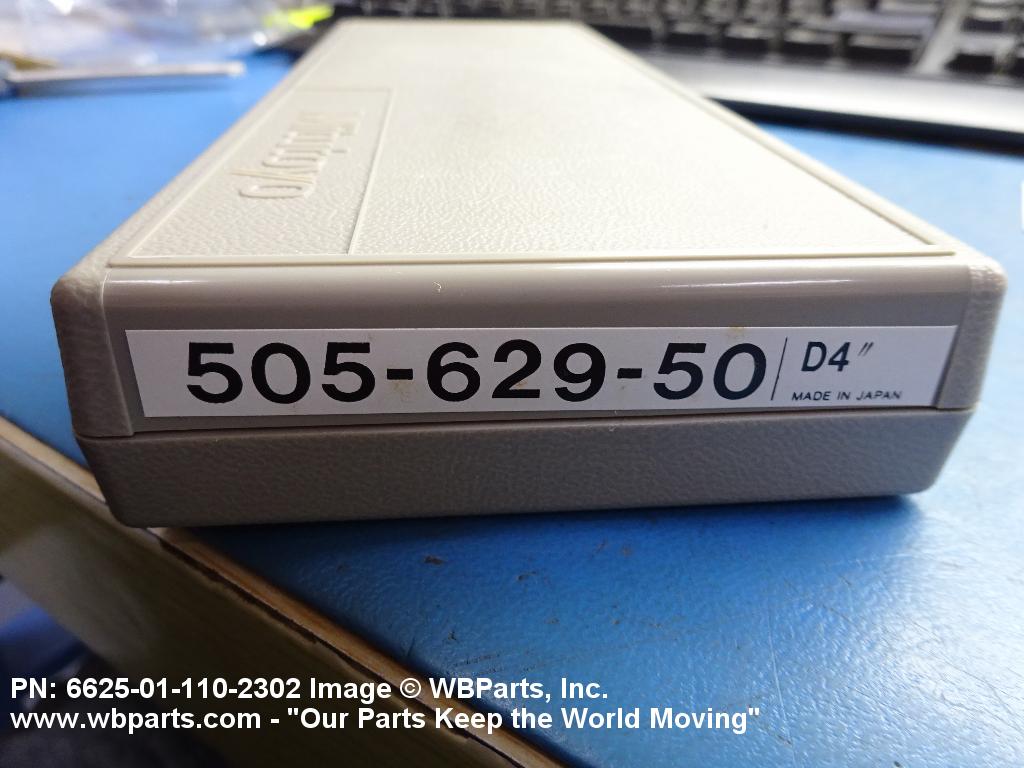 Mitutoyo
505-629-50
D4"
MADE IN JAPAN
PN: 6625-01-110-2302 Image © WBParts, Inc.
www.wbparts.com - "Our Parts Keep the World Moving"